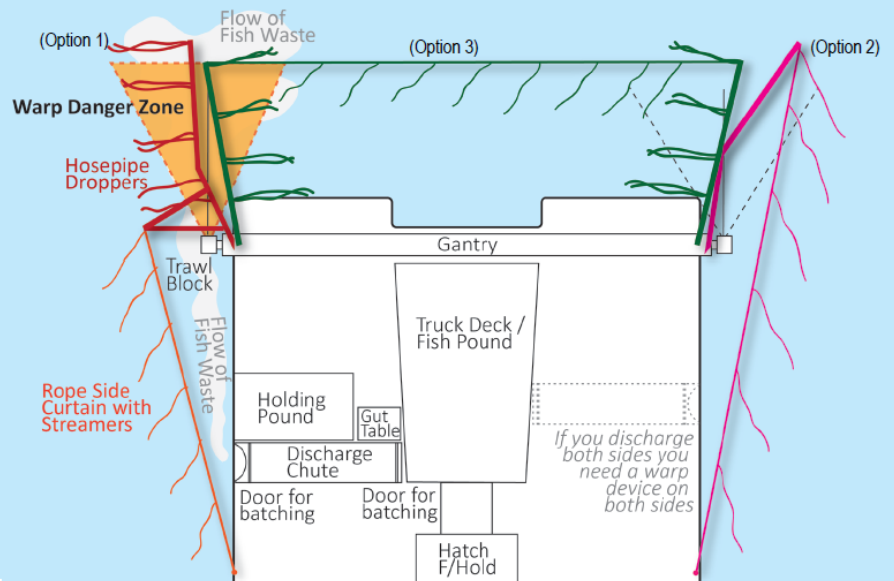 (Option 1)
Flow of
Fish Waste
(Option 3)
(Option 2)
Warp Danger Zone
Hosepipe
Droppers
Gantry
Trawl
Block
Flow of
Fish Waste
Truck Deck /
Fish Pound
Rope Side
Curtain with
Streamers
Holding
Pound
Gut
Table
Discharge
Chute
Door for
batching
Door for
batching
If you discharge
both sides you
need a warp
device on
both sides
Hatch
F/Hold